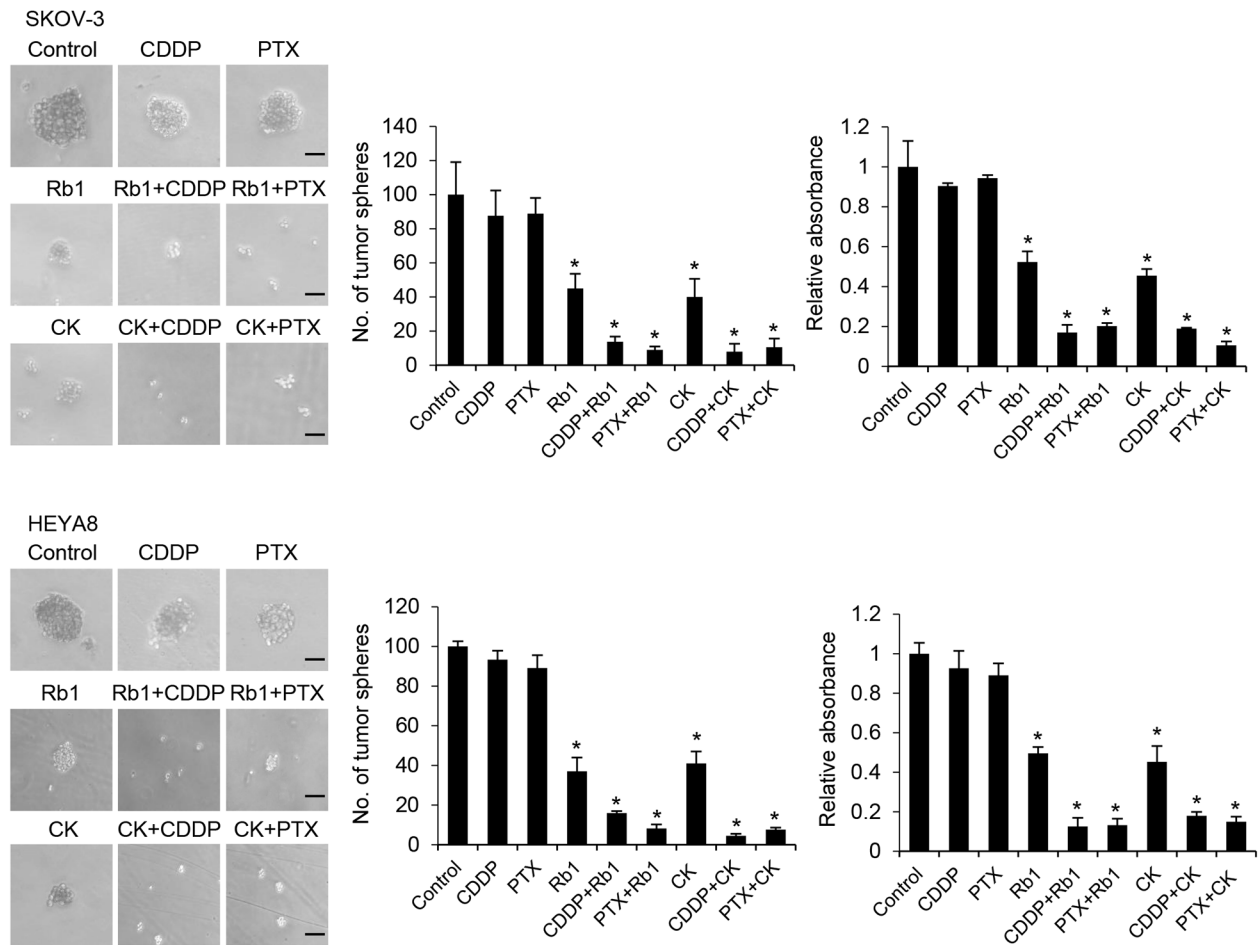 SKOV-3
Control CDDP PTX
Rb1 Rb1+CDDP Rb1+PTX
CK CK+CDDP CK+PTX
No. of tumor spheres
140
120
100
80
60
40
20
0
* * * * * *
Control CDDP PTX Rb1 CDDP+Rb1 PTX+Rb1 CK CDDP+CK PTX+CK
Relative absorbance
1.2
1
0.8
0.6
0.4
0.2
0
* * * * * *
Control CDDP PTX Rb1 CDDP+Rb1 PTX+Rb1 CK CDDP+CK PTX+CK
HEYA8
Control CDDP PTX
Rb1 Rb1+CDDP Rb1+PTX
CK CK+CDDP CK+PTX
No. of tumor spheres
120
100
80
60
40
20
0
* * * * * *
Control CDDP PTX Rb1 CDDP+Rb1 PTX+Rb1 CK CDDP+CK PTX+CK
Relative absorbance
1.2
1
0.8
0.6
0.4
0.2
0
* * * * * *
Control CDDP PTX Rb1 CDDP+Rb1 PTX+Rb1 CK CDDP+CK PTX+CK